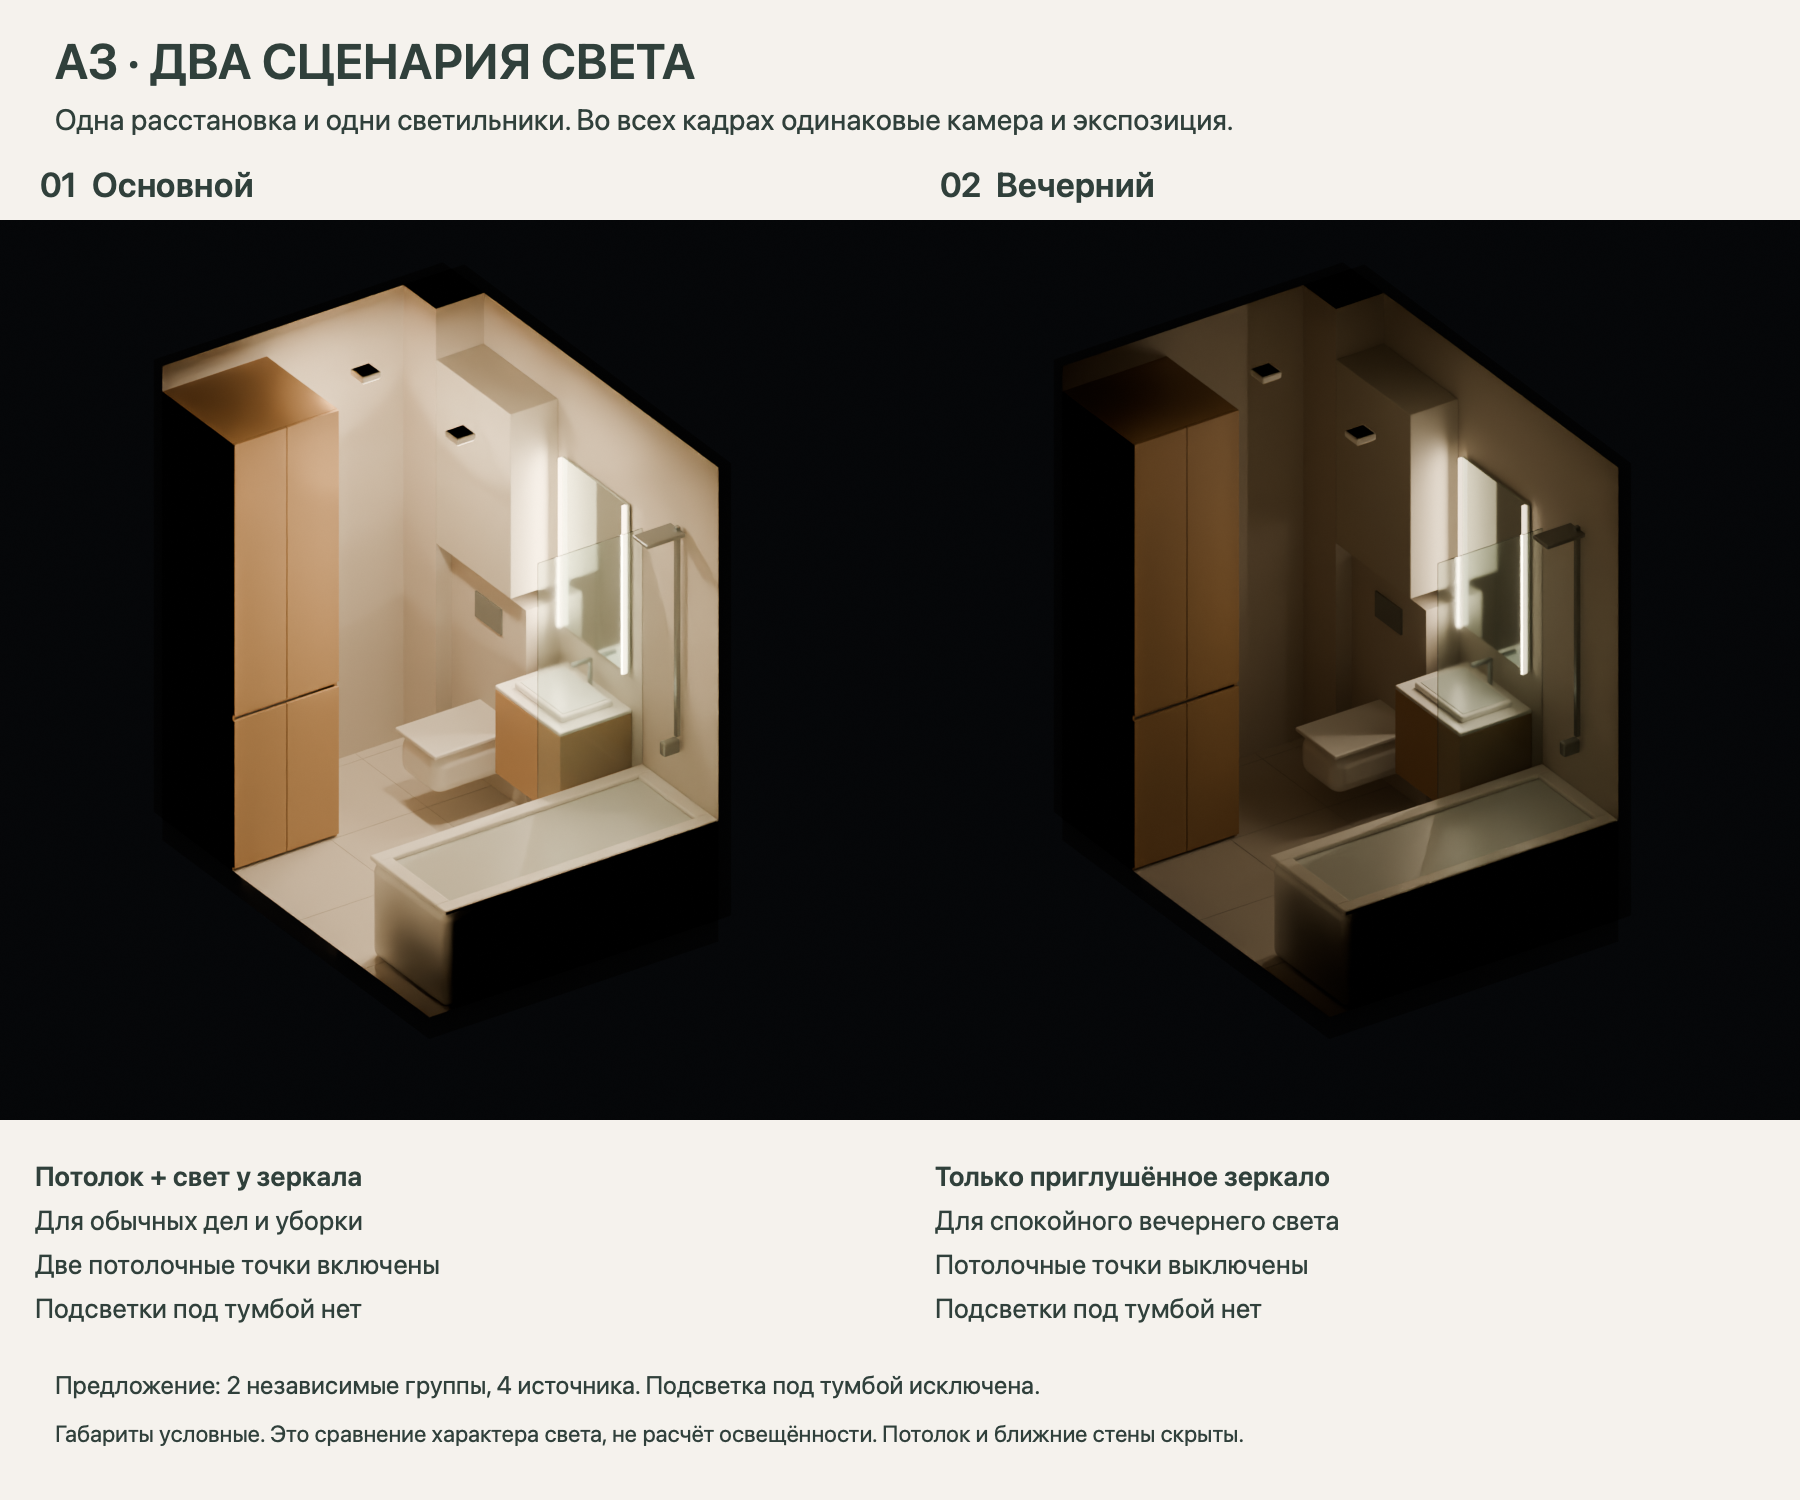 А3 · ДВА СЦЕНАРИЯ СВЕТА
Одна расстановка и одни светильники. Во всех кадрах одинаковые камера и экспозиция.
01 Основной
02 Вечерний
Потолок + свет у зеркала
Для обычных дел и уборки
Две потолочные точки включены
Подсветки под тумбой нет
Только приглушённое зеркало
Для спокойного вечернего света
Потолочные точки выключены
Подсветки под тумбой нет
Предложение: 2 независимые группы, 4 источника. Подсветка под тумбой исключена.
Габариты условные. Это сравнение характера света, не расчёт освещённости. Потолок и ближние стены скрыты.